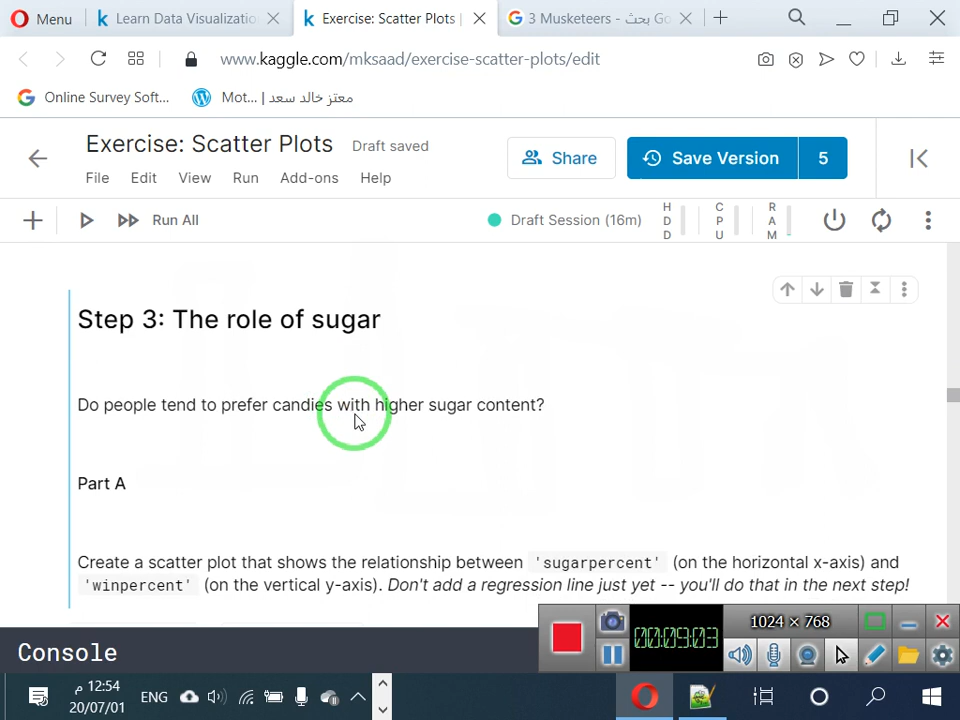 Menu
Learn Data Visualizatio
Exercise: Scatter Plots
3 Musketeers - بحث Go
www.kaggle.com/mksaad/exercise-scatter-plots/edit
Online Survey Soft...
Mot... | معتز خالد سعد
Exercise: Scatter Plots
Draft saved
Share
Save Version
5
File
Edit
View
Run
Add-ons
Help
Run All
Draft Session (16m)
HDD
CPU
RAM
Step 3: The role of sugar
Do people tend to prefer candies with higher sugar content?
Part A
Create a scatter plot that shows the relationship between 'sugarpercent' (on the horizontal x-axis) and
'winpercent' (on the vertical y-axis). Don't add a regression line just yet -- you'll do that in the next step!
00:09:03
1024 × 768
Console
12:54 م
ENG
20/07/01